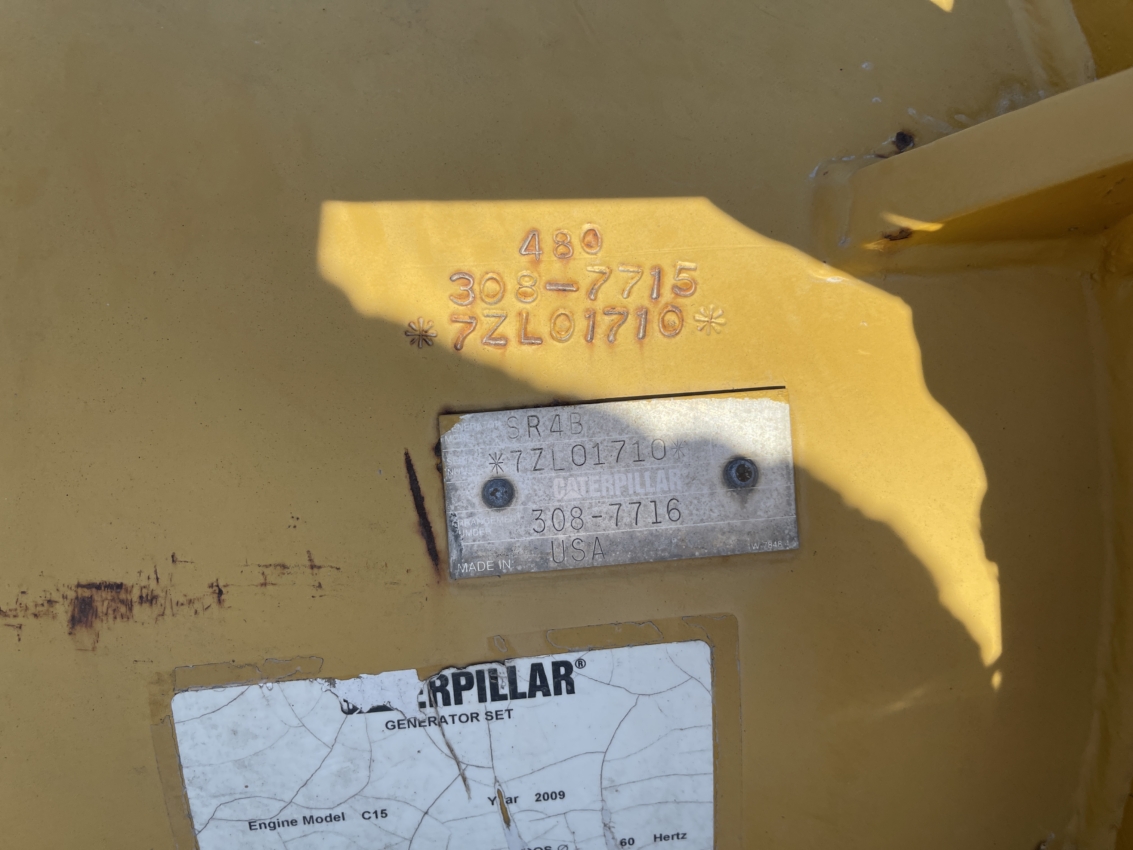 480
308-7715
*7ZL01710*
SR4B
*7ZL01710*
CATERPILLAR
308-7716
MADE IN USA
ERPILLAR®
GENERATOR SET
Year 2009
Engine Model C15
60 Hertz